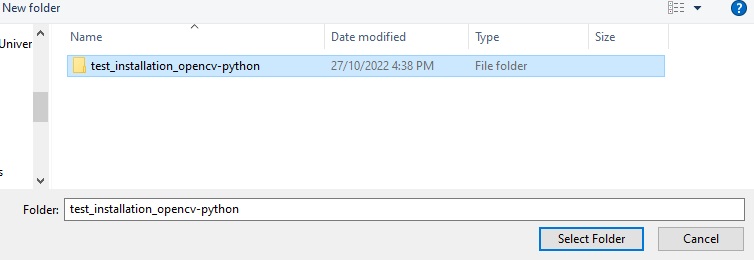 New folder
?
Univer
Name
Date modified
Type
Size
test_installation_opencv-python
27/10/2022 4:38 PM
File folder
s
Folder:
test_installation_opencv-python
Select Folder
Cancel